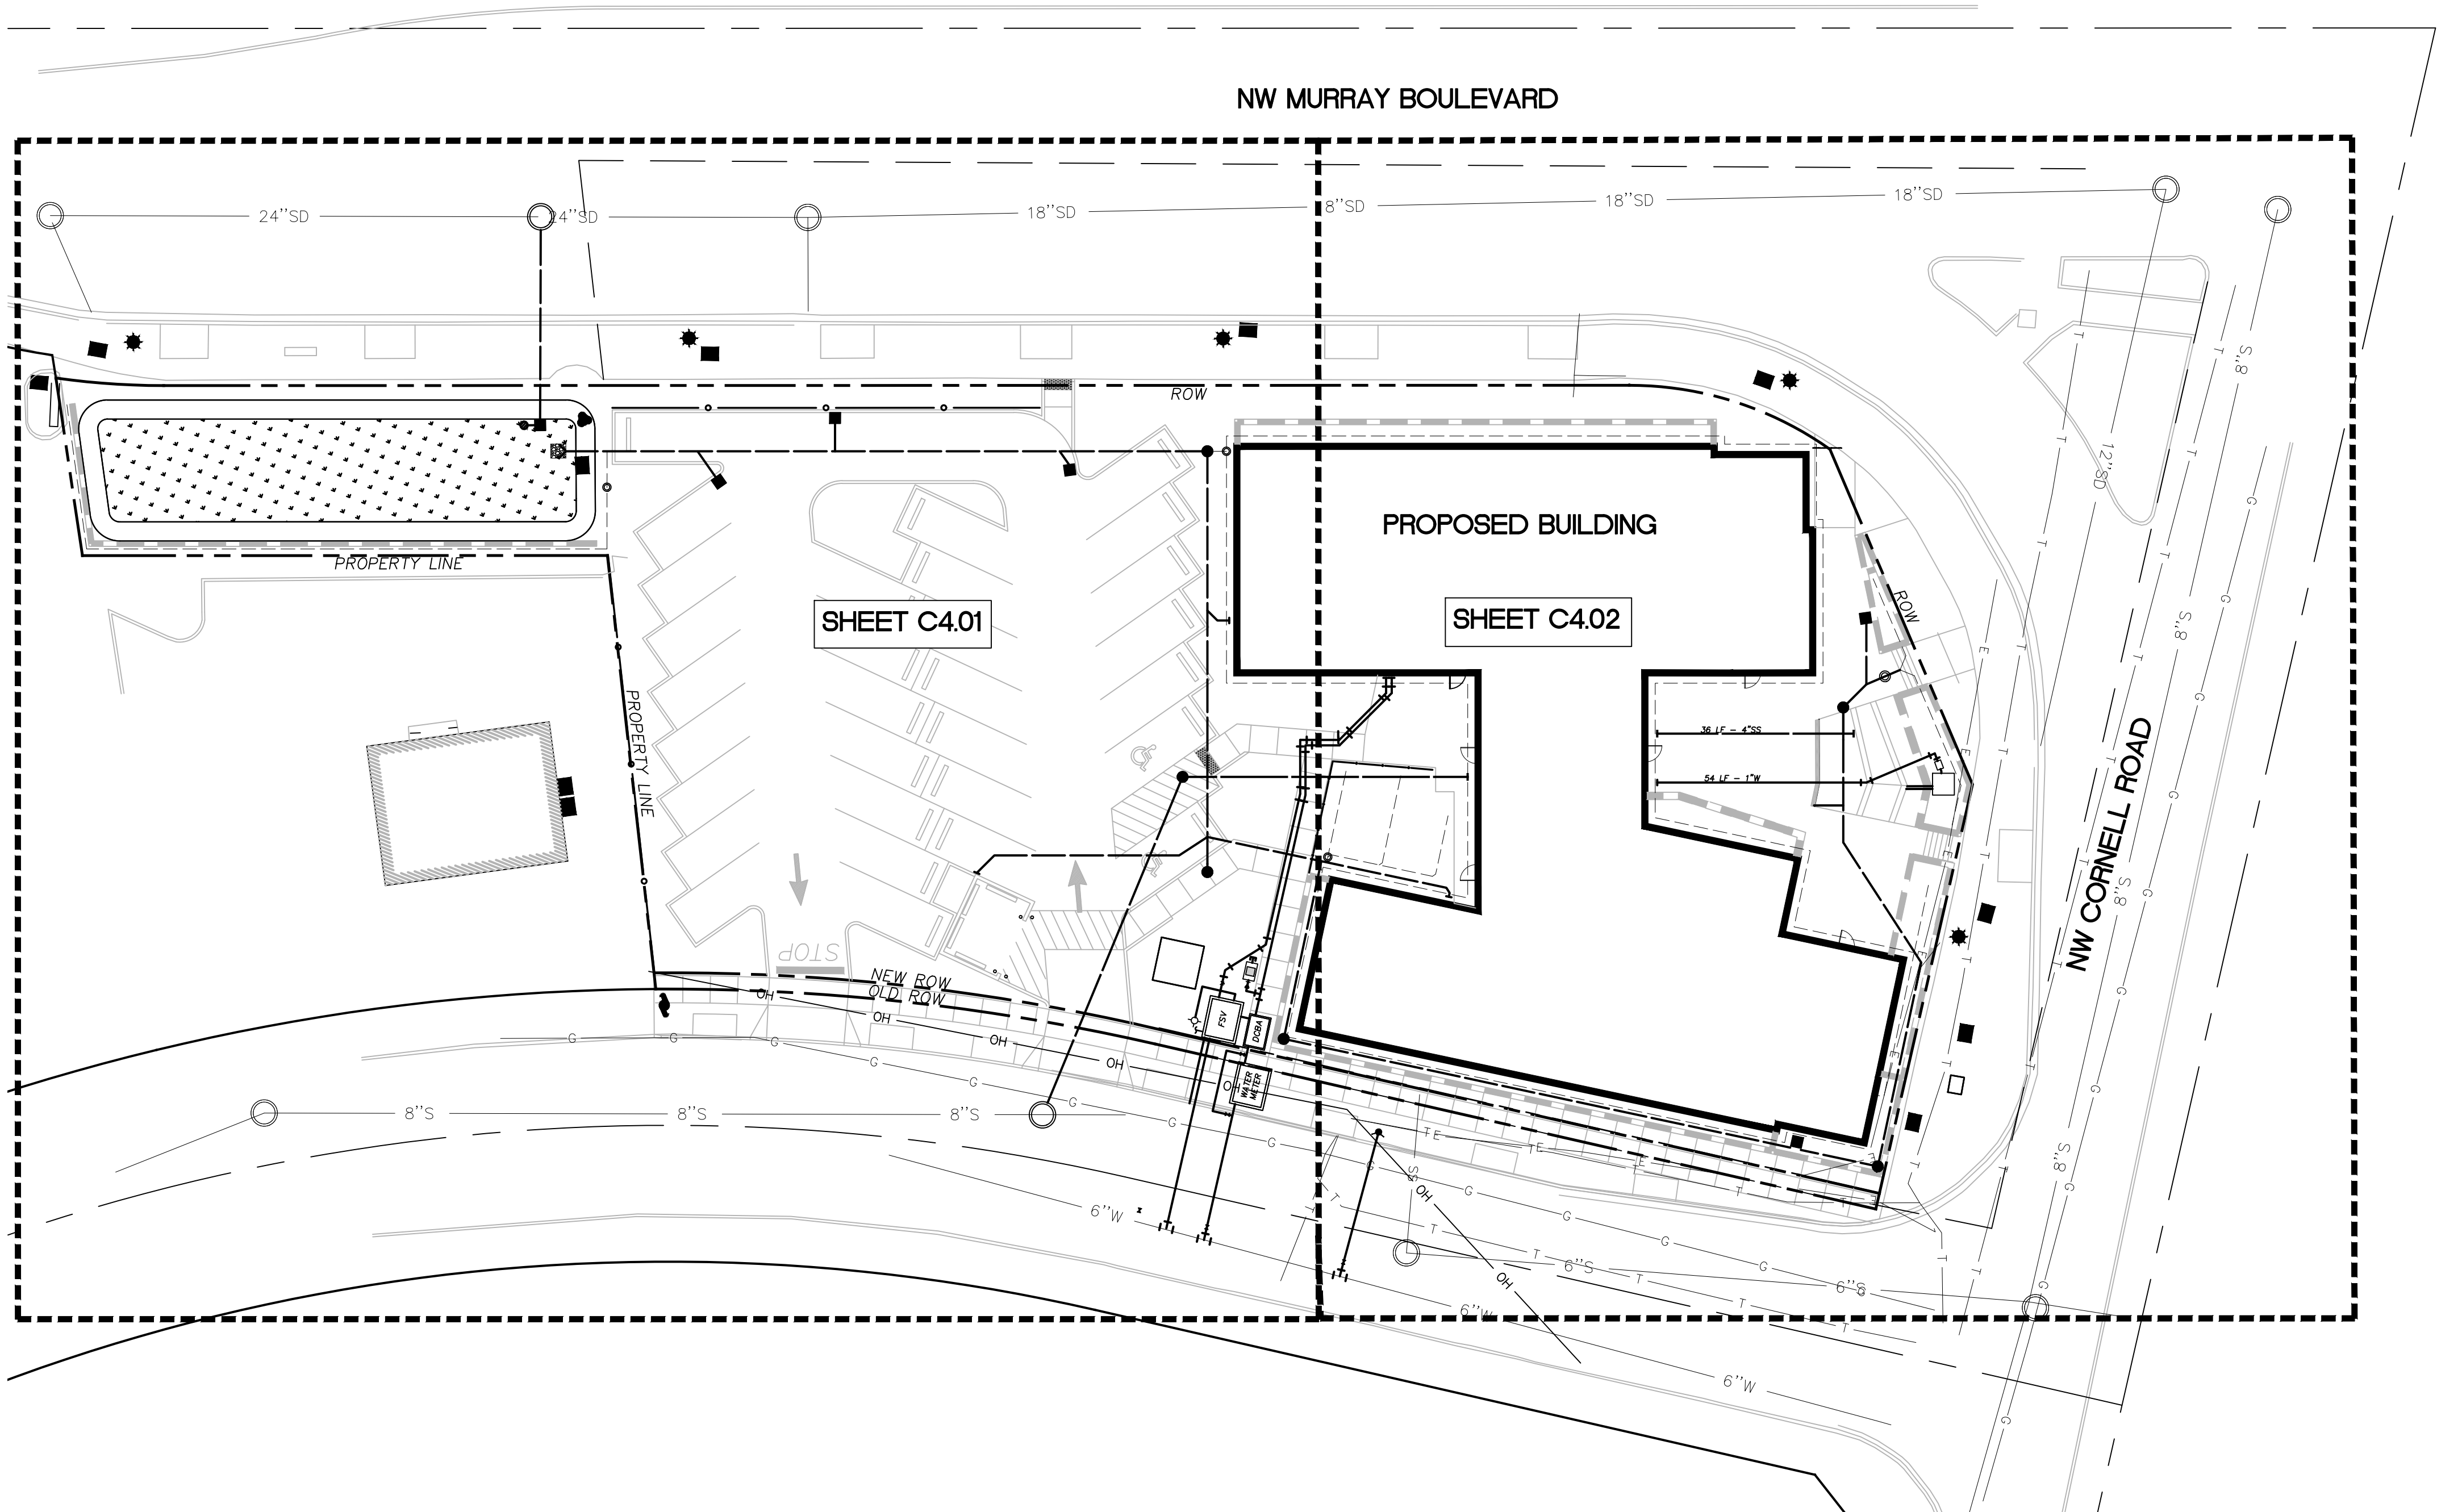 NW MURRAY BOULEVARD
24''SD
24''SD
18''SD
8''SD
18''SD
18''SD
ROW
12''SD
8''S
8''S
8''S
8''S
PROPERTY LINE
PROPERTY LINE
PROPOSED BUILDING
SHEET C4.01
SHEET C4.02
ROW
36 LF - 4"SS
54 LF - 1"W
NW CORNELL ROAD
STOP
NEW ROW
OLD ROW
OH
OH
OH
OH
OH
OH
OH
FSV
DCBA
WATER
METER
G
G
G
G
G
G
G
G
G
G
G
G
G
G
8''S
8''S
8''S
6''W
6''W
6''W
6''S
6''S
S
TE
TE
E
T
T
T
T
T
T
T
T
E
E
E
E
E
T
T
T
T
T
T
T
T
T
T
T
G
G
G
G
G
G
G
G
G